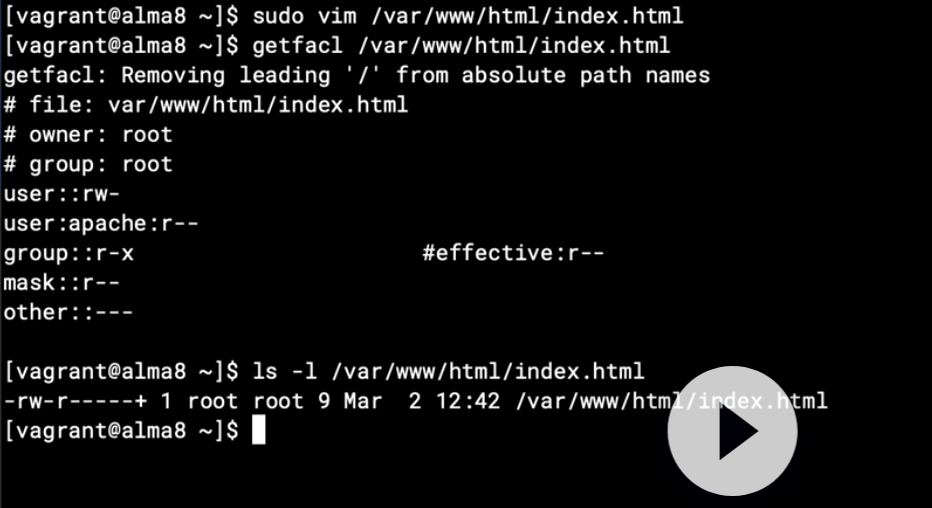 [vagrant@alma8 ~]$ sudo vim /var/www/html/index.html
[vagrant@alma8 ~]$ getfacl /var/www/html/index.html
getfacl: Removing leading '/' from absolute path names
# file: var/www/html/index.html
# owner: root
# group: root
user::rw-
user:apache:r--
group::r-x #effective:r--
mask::r--
other::---
[vagrant@alma8 ~]$ ls -l /var/www/html/index.html
-rw-r-----+ 1 root root 9 Mar  2 12:42 /var/www/html/index.html
[vagrant@alma8 ~]$